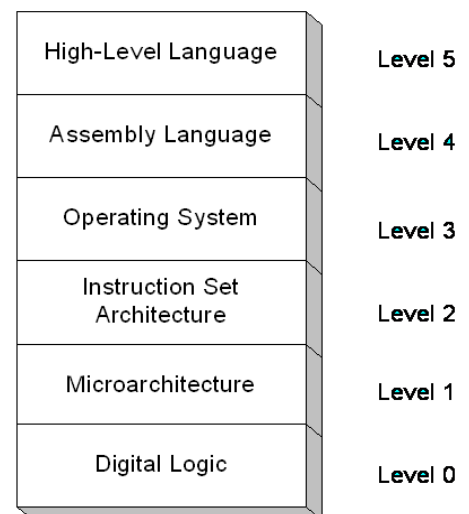 High-Level Language Level 5
Assembly Language Level 4
Operating System Level 3
Instruction Set
Architecture Level 2
Microarchitecture Level 1
Digital Logic Level 0